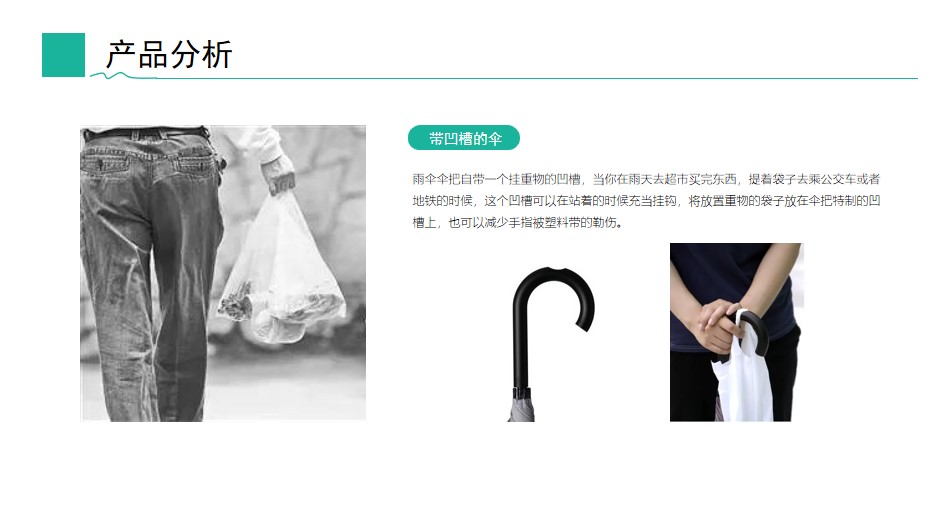 产品分析
带凹槽的伞
雨伞伞把自带一个挂重物的凹槽，当你在雨天去超市买完东西，提着袋子去乘公交车或者
地铁的时候，这个凹槽可以在站着的时候充当挂钩，将放置重物的袋子放在伞把特制的凹
槽上，也可以减少手指被塑料带的勒伤。